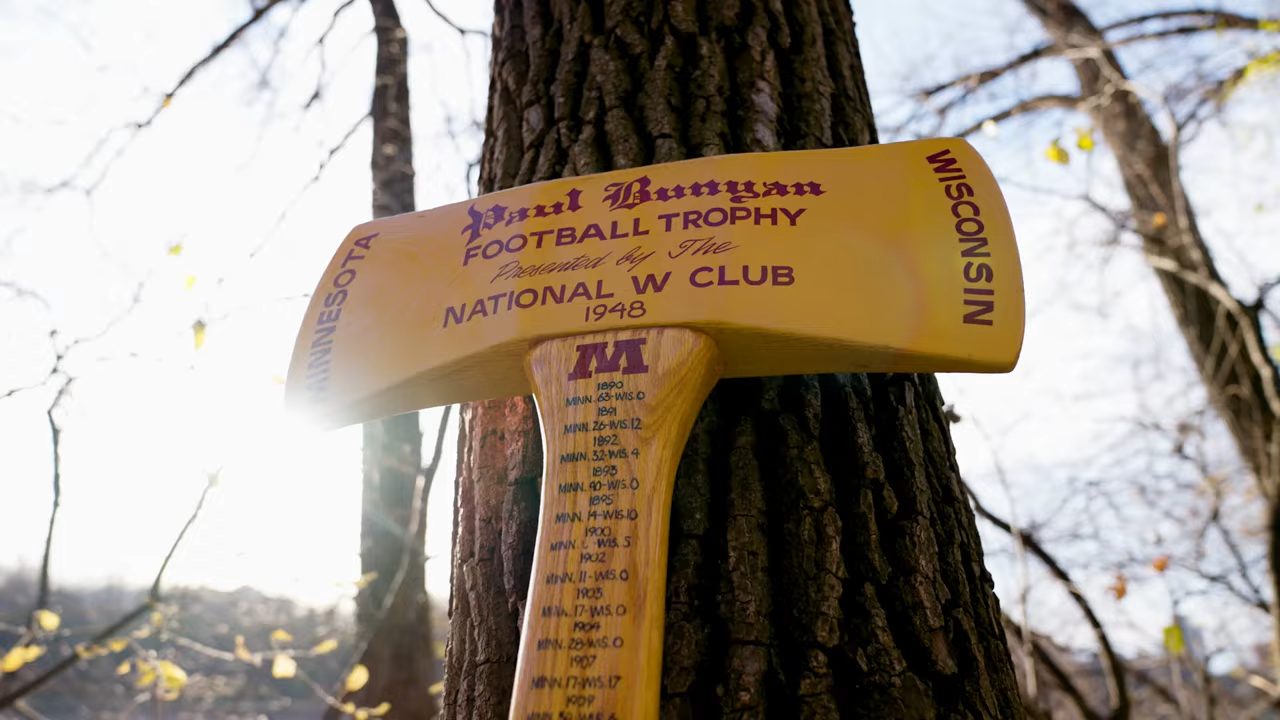 Paul Bunyan
FOOTBALL TROPHY
Presented by The
NATIONAL W CLUB
1948
MINNESOTA
WISCONSIN
M
1890
MINN. 63-WIS. 0
1891
MINN. 26-WIS. 12
1892
MINN. 32-WIS. 4
1893
MINN. 40-WIS. 0
1895
MINN. 14-WIS. 10
1900
MINN. WIS. 5
1902
MINN. 11-WIS. 0
1903
MINN. 17-WIS. 0
1904
MINN. 28-WIS. 0
1907
MINN. 17-WIS. 17
1909